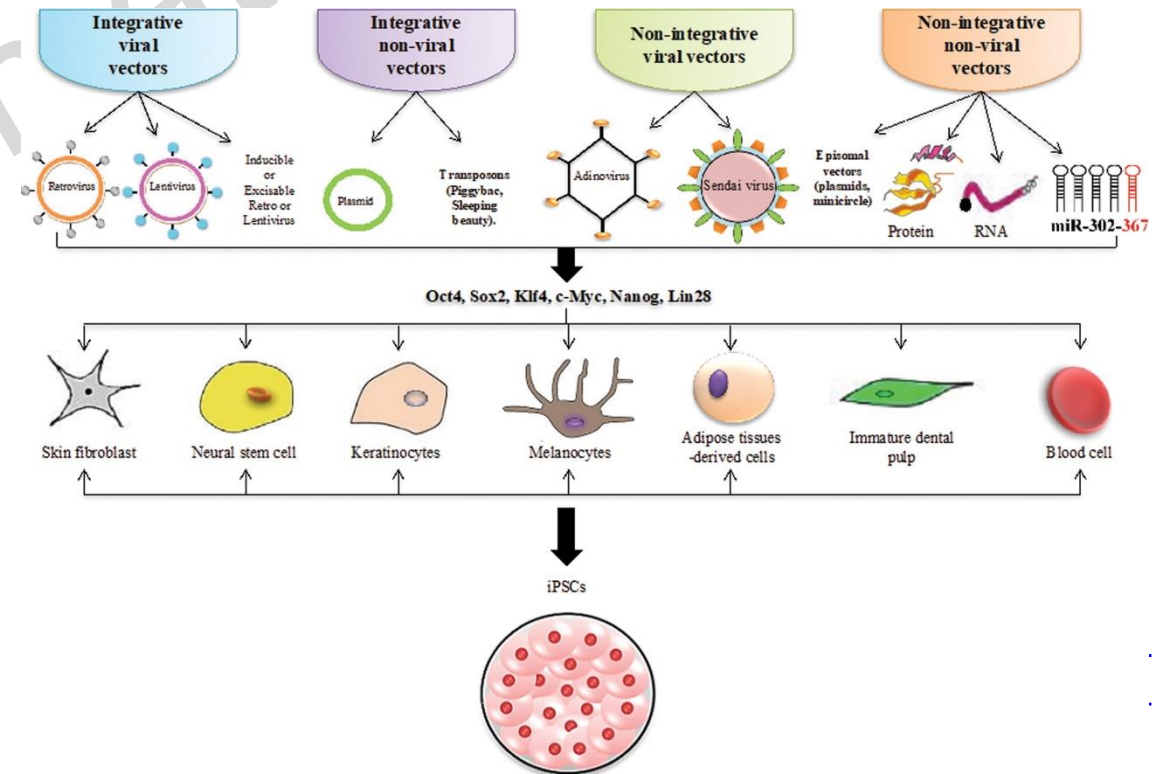 Integrative
viral
vectors
Integrative
non-viral
vectors
Non-integrative
viral vectors
Non-integrative
non-viral
vectors
Retrovirus
Lentivirus
Inducible
or
Excisable
Retro or
Lentivirus
Plasmid
Transposons
(Piggybac,
Sleeping
beauty).
Adinovirus
Sendai virus
Episomal
vectors
(plasmids,
minicircle)
Protein
RNA
miR-302-367
Oct4, Sox2, Klf4, c-Myc, Nanog, Lin28
Skin fibroblast
Neural stem cell
Keratinocytes
Melanocytes
Adipose tissues
-derived cells
Immature dental
pulp
Blood cell
iPSCs